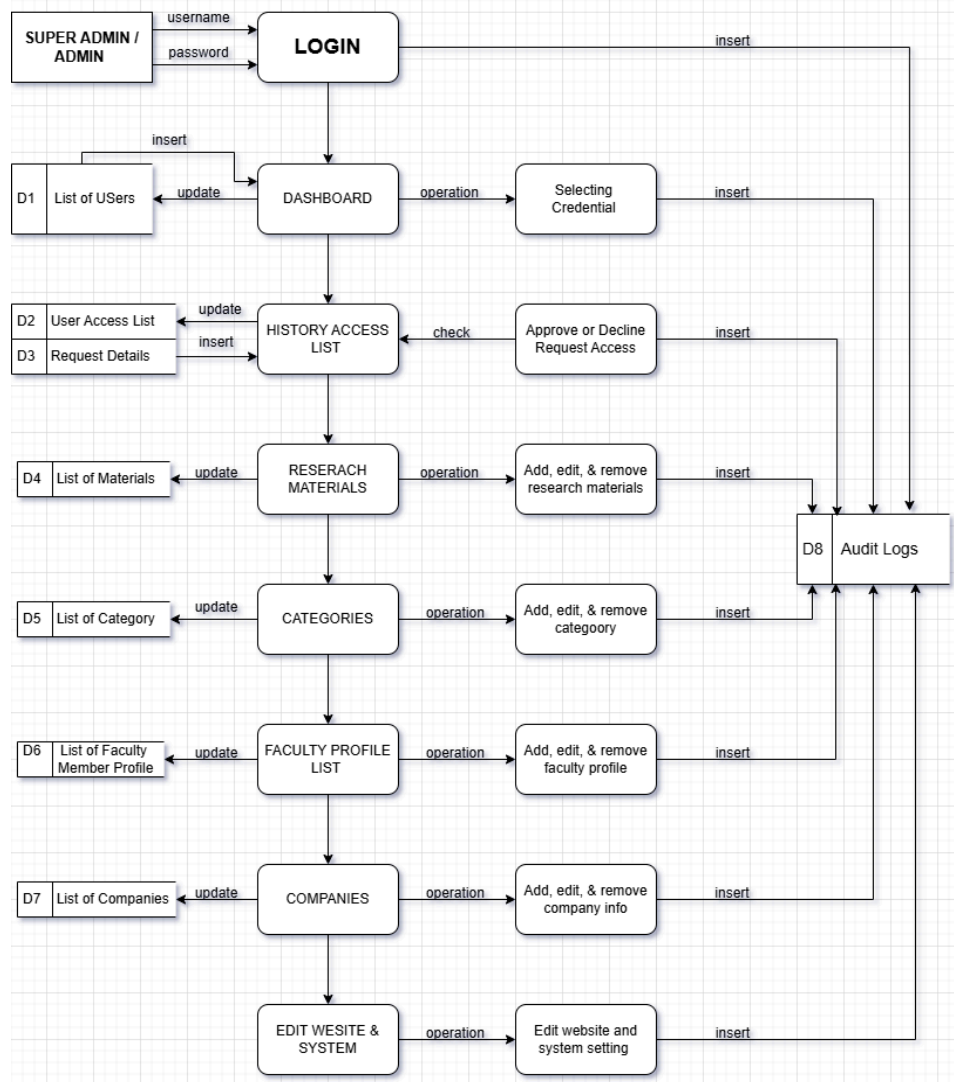 SUPER ADMIN /
ADMIN
username
password
LOGIN
insert
insert
D1
List of USers
update
DASHBOARD
operation
Selecting
Credential
insert
D2
User Access List
D3
Request Details
update
insert
HISTORY ACCESS
LIST
check
Approve or Decline
Request Access
insert
D4
List of Materials
update
RESERACH
MATERIALS
operation
Add, edit, & remove
research materials
insert
D8
Audit Logs
D5
List of Category
update
CATEGORIES
operation
Add, edit, & remove
categoory
insert
D6
List of Faculty
Member Profile
update
FACULTY PROFILE
LIST
operation
Add, edit, & remove
faculty profile
insert
D7
List of Companies
update
COMPANIES
operation
Add, edit, & remove
company info
insert
EDIT WESITE &
SYSTEM
operation
Edit website and
system setting
insert